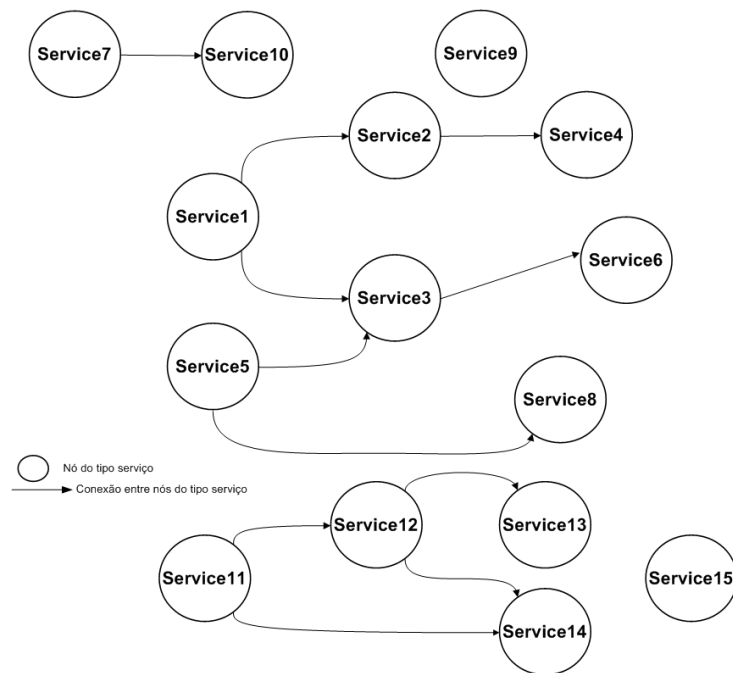 Service7
Service10
Service9
Service2
Service4
Service1
Service6
Service3
Service5
Service8
Nó do tipo serviço
Conexão entre nós do tipo serviço
Service12
Service13
Service11
Service15
Service14